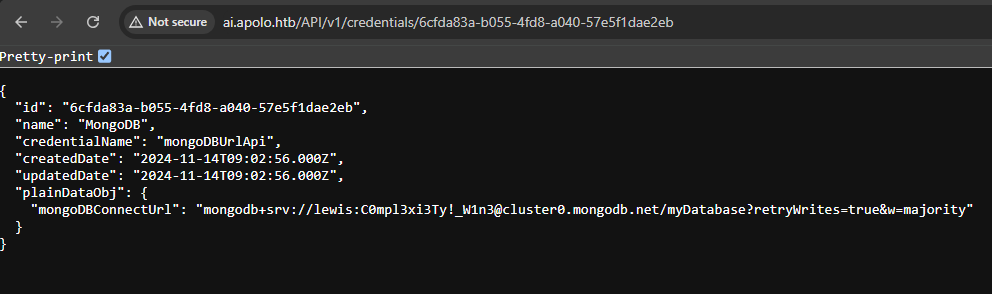 Not secure ai.apolo.htb/API/v1/credentials/6cfda83a-b055-4fd8-a040-57e5f1dae2eb
Pretty-print
{
"id": "6cfda83a-b055-4fd8-a040-57e5f1dae2eb",
"name": "MongoDB",
"credentialName": "mongoDBUrlApi",
"createdDate": "2024-11-14T09:02:56.000Z",
"updatedDate": "2024-11-14T09:02:56.000Z",
"plainDataObj": {
"mongoDBConnectUrl": "mongodb+srv://lewis:C0mpl3xi3Ty!_W1n3@cluster0.mongodb.net/myDatabase?retryWrites=true&w=majority"
}
}